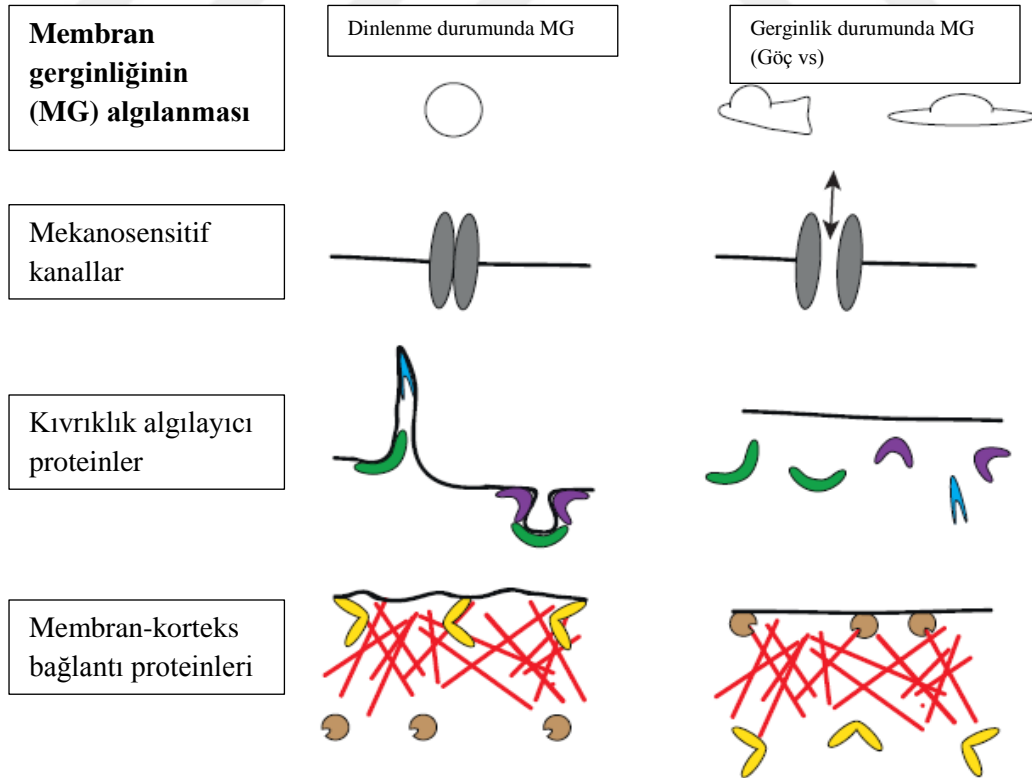 Membran
gerginliğinin
(MG) algılanması
Dinlenme durumunda MG
Gerginlik durumunda MG
(Göç vs)
Mekanosensitif
kanallar
Kıvrıklık algılayıcı
proteinler
Membran-korteks
bağlantı proteinleri